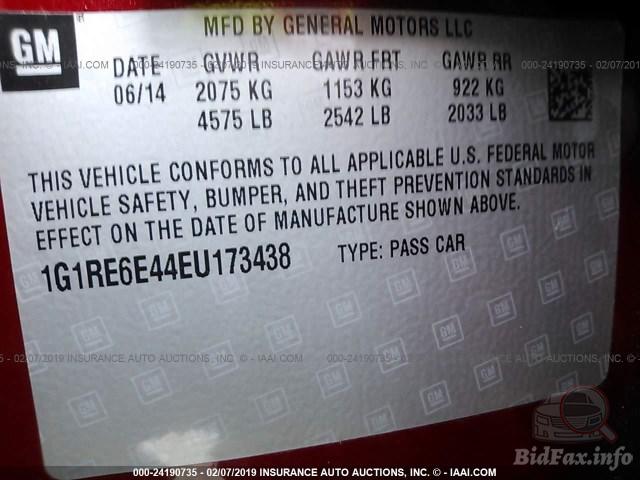 GM
MFD BY GENERAL MOTORS LLC
DATE GVWR GAWR FRT GAWR RR
06/14 2075 KG 1153 KG 922 KG
4575 LB 2542 LB 2033 LB
THIS VEHICLE CONFORMS TO ALL APPLICABLE U.S. FEDERAL MOTOR
VEHICLE SAFETY, BUMPER, AND THEFT PREVENTION STANDARDS IN
EFFECT ON THE DATE OF MANUFACTURE SHOWN ABOVE.
1G1RE6E44EU173438 TYPE: PASS CAR
000-24190735 - 02/07/2019 INSURANCE AUTO AUCTIONS, INC. © - IAAI.COM
BidFax.info